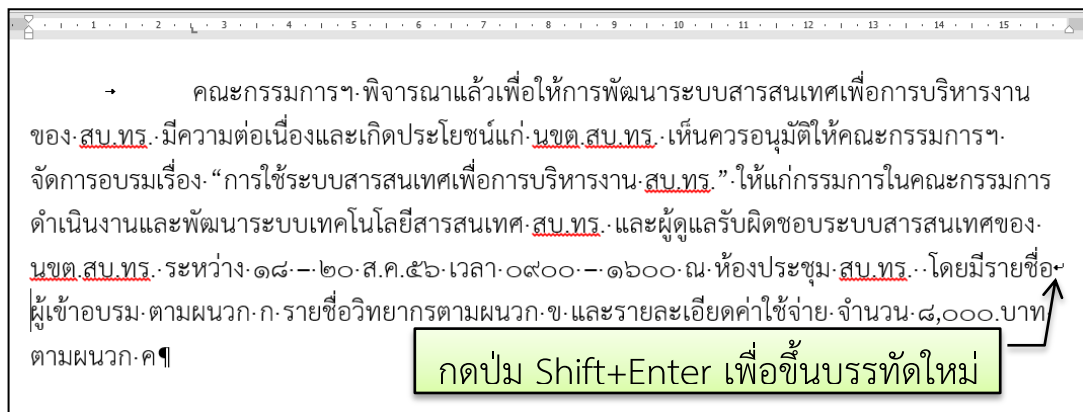 1 2 3 4 5 6 7 8 9 10 11 12 13 14 15
คณะกรรมการฯ พิจารณาแล้วเพื่อให้การพัฒนาระบบสารสนเทศเพื่อการบริหารงาน
ของ สบ.ทร. มีความต่อเนื่องและเกิดประโยชน์แก่ นขต.สบ.ทร. เห็นควรอนุมัติให้คณะกรรมการฯ
จัดการอบรมเรื่อง “การใช้ระบบสารสนเทศเพื่อการบริหารงาน สบ.ทร.” ให้แก่กรรมการในคณะกรรมการ
ดำเนินงานและพัฒนาระบบเทคโนโลยีสารสนเทศ สบ.ทร. และผู้ดูแลรับผิดชอบระบบสารสนเทศของ
นขต.สบ.ทร. ระหว่าง ๑๘ – ๒๐ ส.ค.๕๖ เวลา ๐๙๐๐ – ๑๖๐๐ ณ ห้องประชุม สบ.ทร.  โดยมีรายชื่อ
ผู้เข้าอบรม ตามผนวก ก รายชื่อวิทยากรตามผนวก ข และรายละเอียดค่าใช้จ่าย จำนวน ๘,๐๐๐.บาท
ตามผนวก ค¶
กดปุ่ม Shift+Enter เพื่อขึ้นบรรทัดใหม่